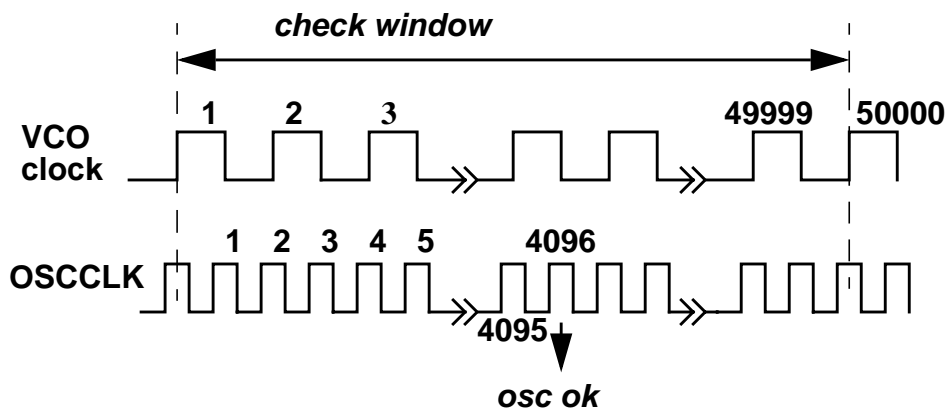 check window
1 2 3 49999 50000
VCO
clock
1 2 3 4 5 4096
OSCCLK
4095
osc ok